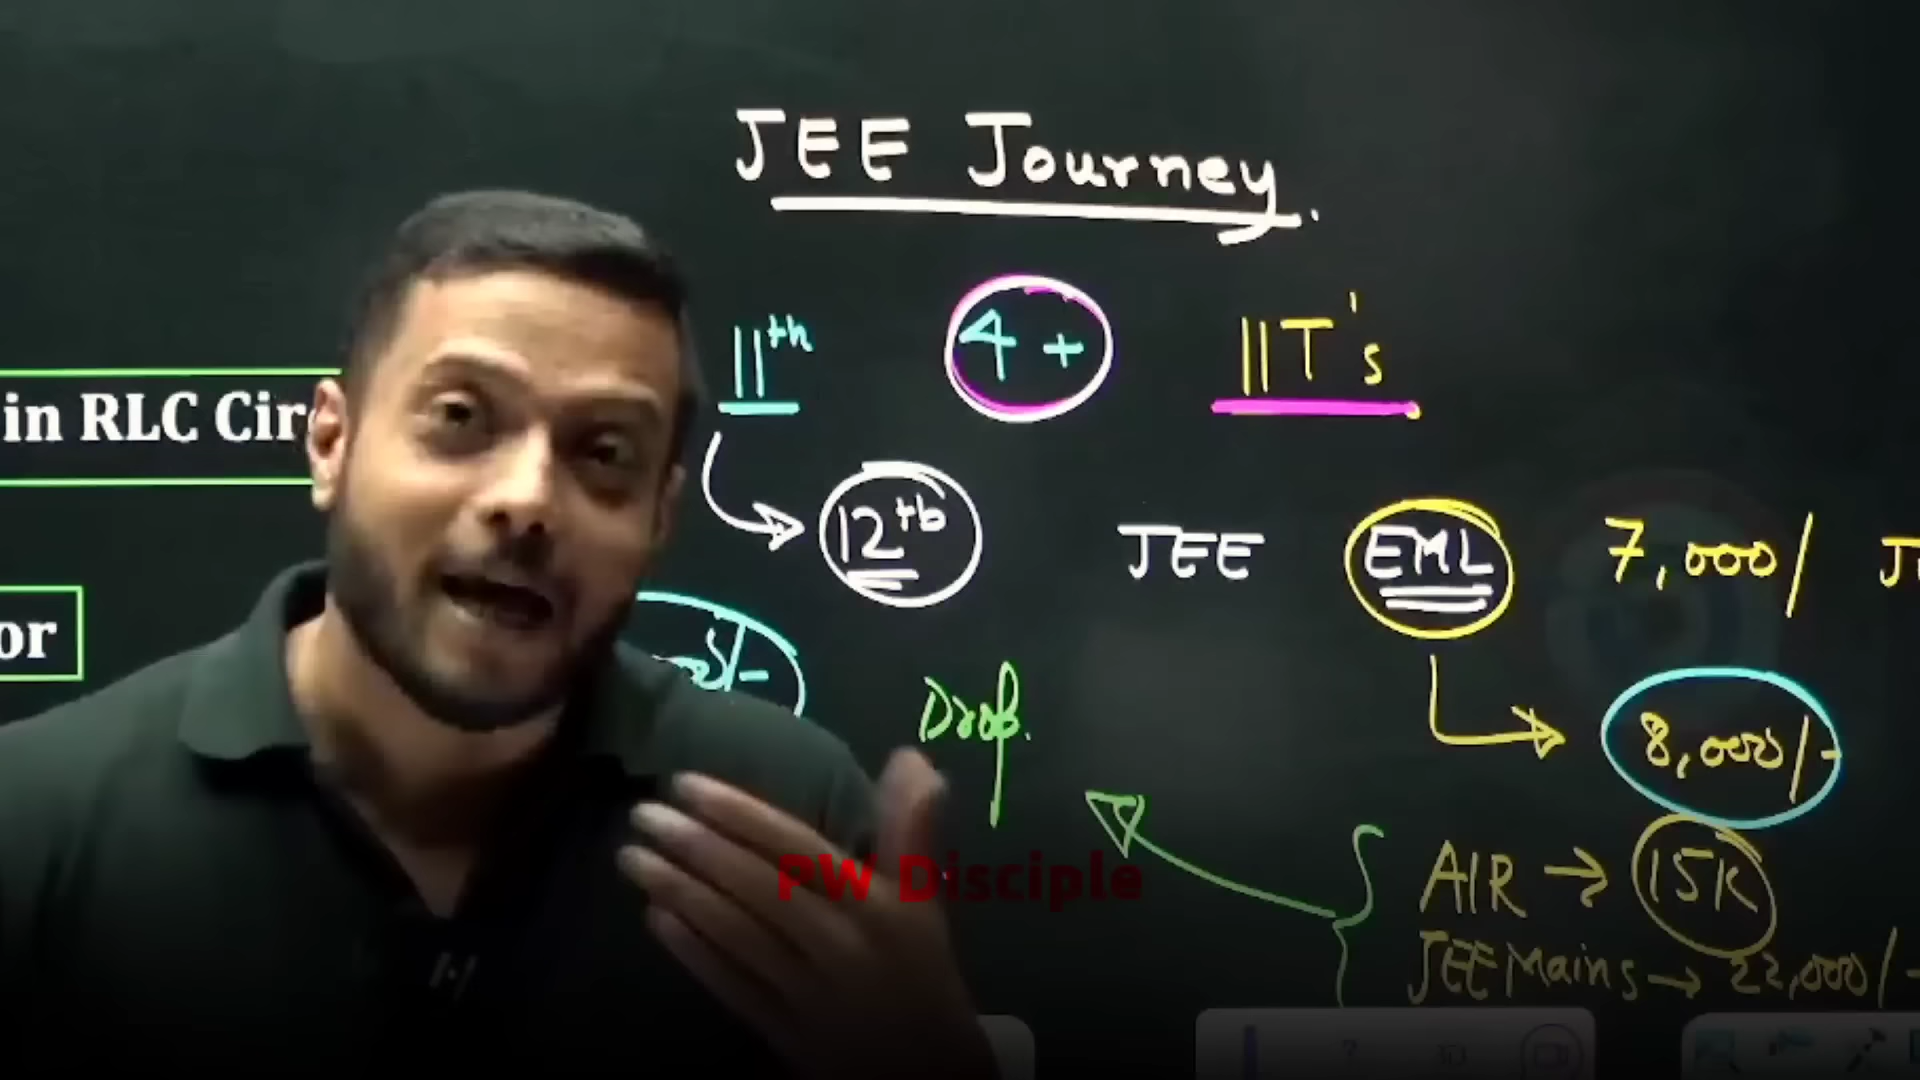 JEE Journey.
11th 4+ IIT's
in RLC Cir
12th JEE EML 7,000/ J
or
Drop. 8,000/-
PW Disciple
AIR → 15K
JEE Mains → 22,000/-